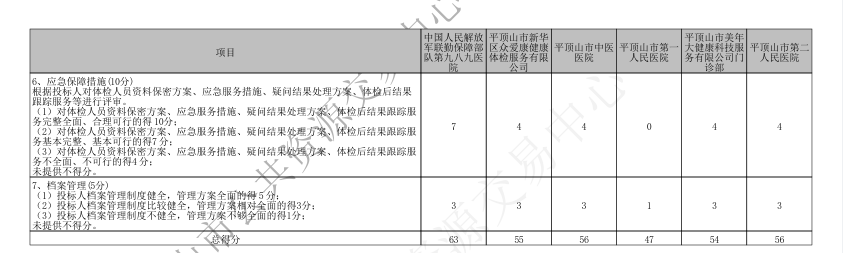 项目 中国人民解放军联勤保障部队第九八九医院 平顶山市新华区众爱康健康体检服务有限公司 平顶山市中医医院 平顶山市第一人民医院 平顶山市美年大健康科技服务有限公司门诊部 平顶山市第二人民医院
6、应急保障措施(10分)
根据投标人对体检人员资料保密方案、应急服务措施、疑问结果处理方案、体检后结果
跟踪服务等进行评审。
（1）对体检人员资料保密方案、应急服务措施、疑问结果处理方案、体检后结果跟踪服
务完整全面、合理可行的得10分；
（2）对体检人员资料保密方案、应急服务措施、疑问结果处理方案、体检后结果跟踪服
务基本完整、基本可行的得7分；
（3）对体检人员资料保密方案、应急服务措施、疑问结果处理方案、体检后结果跟踪服
务不全面、不可行的得4分；
未提供不得分。
7 4 4 0 4 4
7、档案管理(5分)
（1）投标人档案管理制度健全，管理方案全面的得5分；
（2）投标人档案管理制度比较健全，管理方案相对全面的得3分；
（3）投标人档案管理制度不健全，管理方案不够全面的得1分；
未提供不得分。
3 3 3 1 3 3
总得分 63 55 56 47 54 56